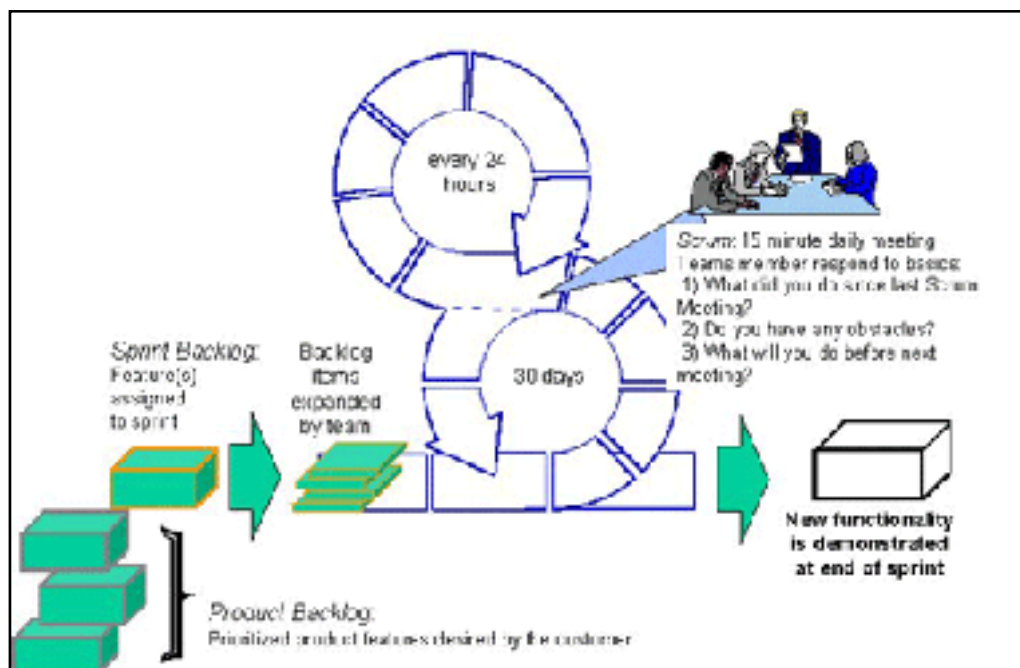 every 24
hours
Scrum: 15 minute daily meeting
Teams member respond to basics:
1) What did you do since last Scrum
Meeting?
2) Do you have any obstacles?
3) What will you do before next
meeting?
30 days
Sprint Backlog:
Feature(s)
assigned
to sprint
Backlog
items
expanded
by team
New functionality
is demonstrated
at end of sprint
Product Backlog:
Prioritized product features desired by the customer